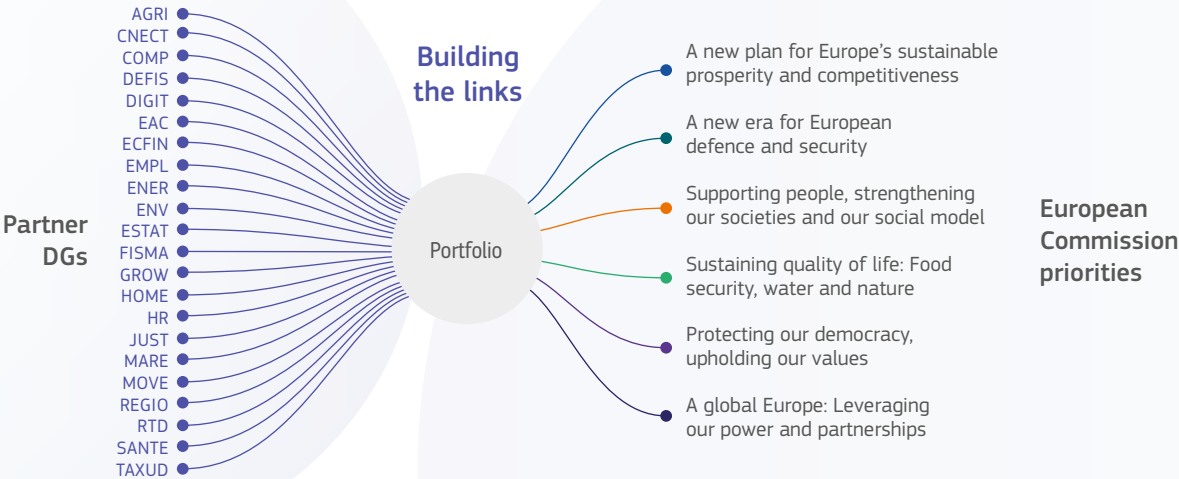 Partner
DGs
AGRI
CNECT
COMP
DEFIS
DIGIT
EAC
ECFIN
EMPL
ENER
ENV
ESTAT
FISMA
GROW
HOME
HR
JUST
MARE
MOVE
REGIO
RTD
SANTE
TAXUD
Building
the links
Portfolio
A new plan for Europe’s sustainable
prosperity and competitiveness
A new era for European
defence and security
Supporting people, strengthening
our societies and our social model
Sustaining quality of life: Food
security, water and nature
Protecting our democracy,
upholding our values
A global Europe: Leveraging
our power and partnerships
European
Commission
priorities